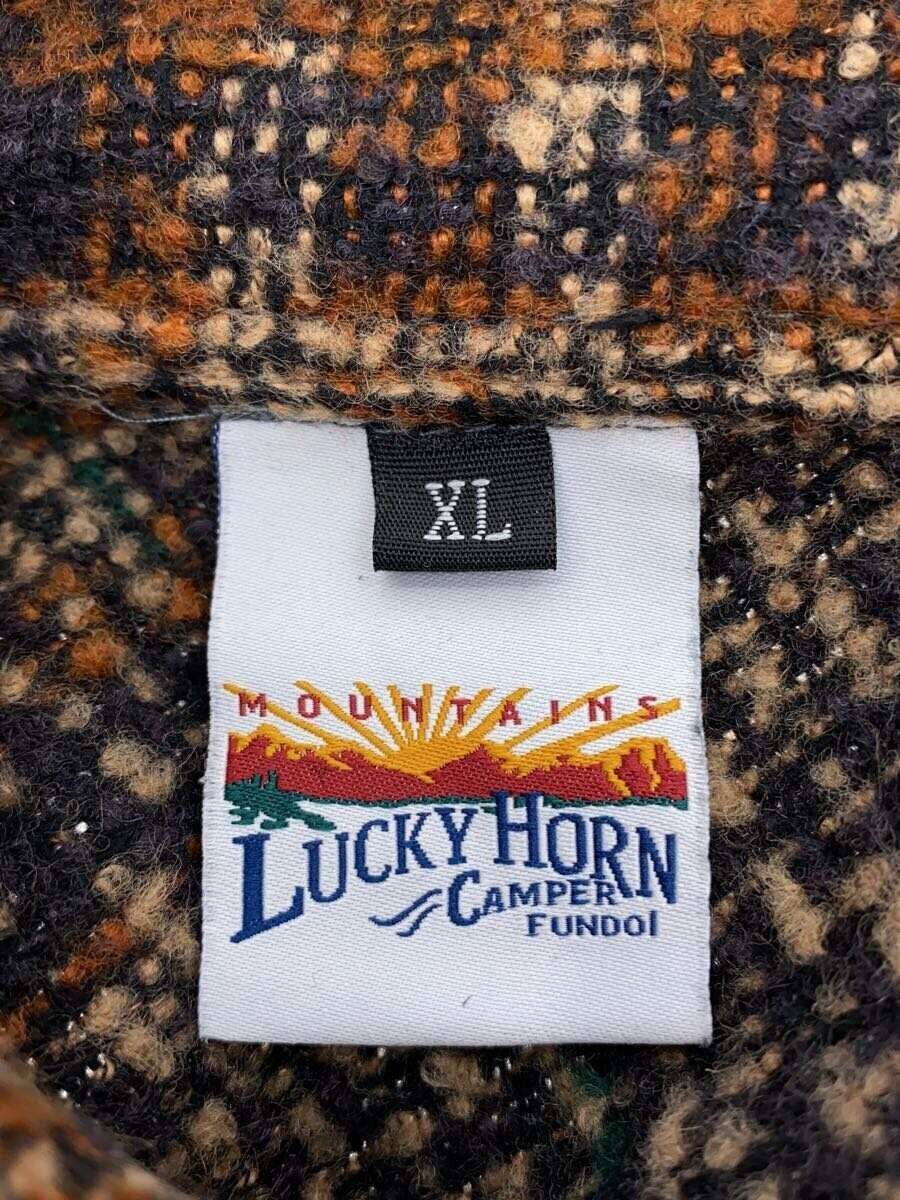 XL
MOUNTAINS
LUCKY HORN
CAMPER
FUNDOI